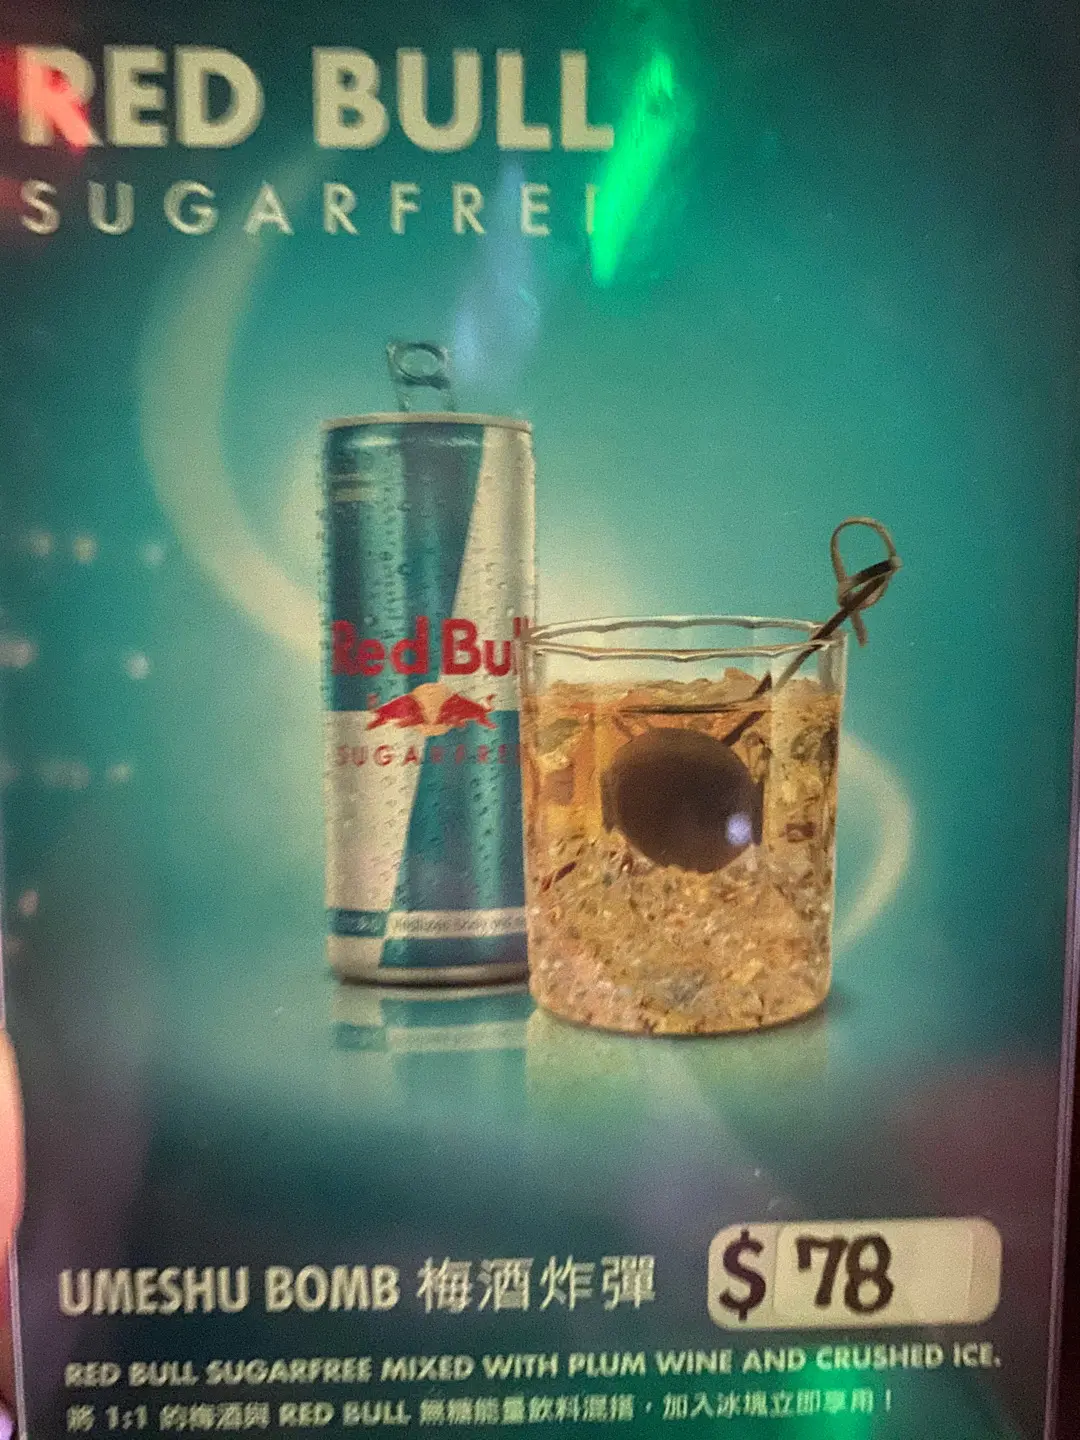 RED BULL
SUGARFREE
Red Bull
SUGARFREE
UMESHU BOMB 梅酒炸彈 $ 78
RED BULL SUGARFREE MIXED WITH PLUM WINE AND CRUSHED ICE.
將 1:1 的梅酒與 RED BULL 無糖能量飲料混搭，加入冰塊立即享用！